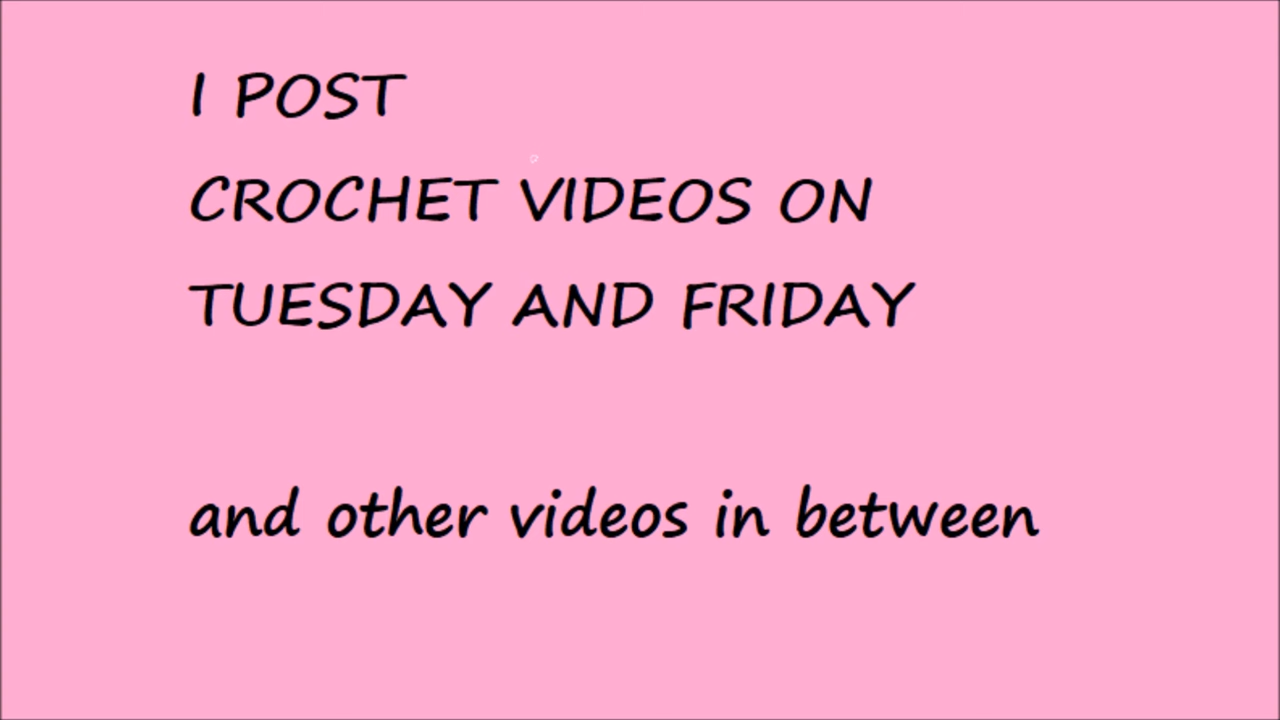 I POST
CROCHET VIDEOS ON
TUESDAY AND FRIDAY
and other videos in between